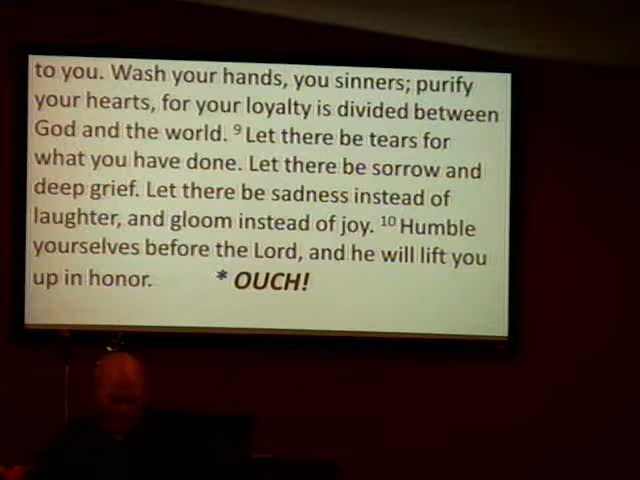 to you. Wash your hands, you sinners; purify
your hearts, for your loyalty is divided between
God and the world. ⁹ Let there be tears for
what you have done. Let there be sorrow and
deep grief. Let there be sadness instead of
laughter, and gloom instead of joy. ¹⁰ Humble
yourselves before the Lord, and he will lift you
up in honor. * OUCH!